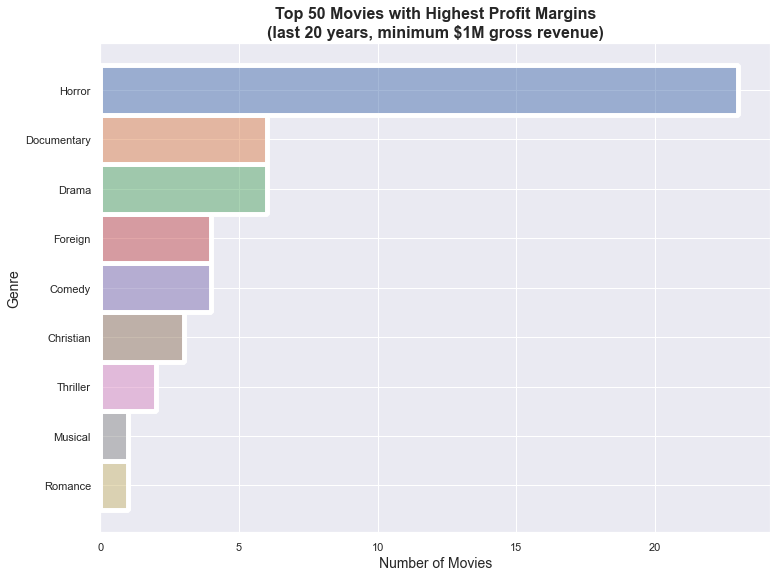 Top 50 Movies with Highest Profit Margins
(last 20 years, minimum $1M gross revenue)
Genre
Horror
Documentary
Drama
Foreign
Comedy
Christian
Thriller
Musical
Romance
0 5 10 15 20
Number of Movies